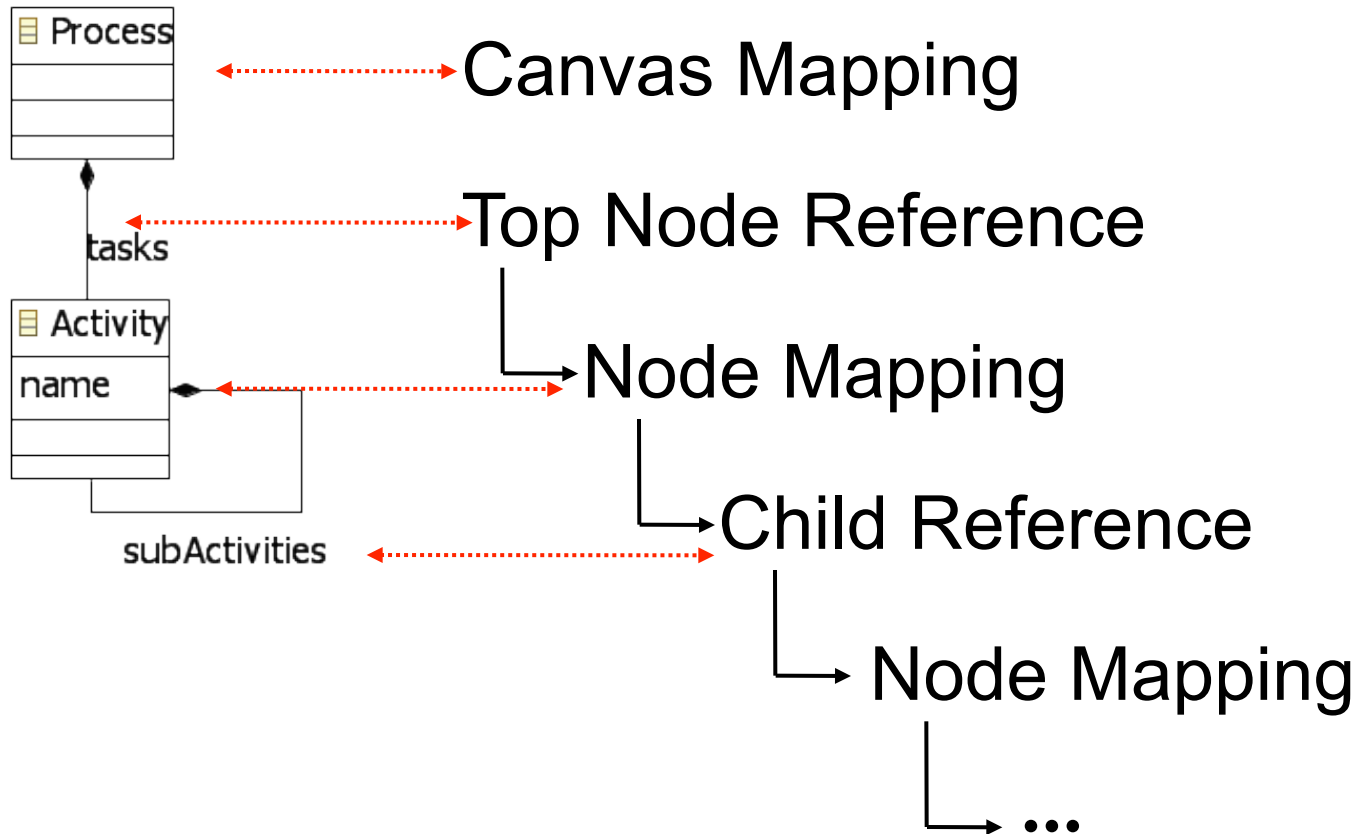 Process
Canvas Mapping
Top Node Reference
tasks
Activity
Node Mapping
name
Child Reference
subActivities
Node Mapping
...